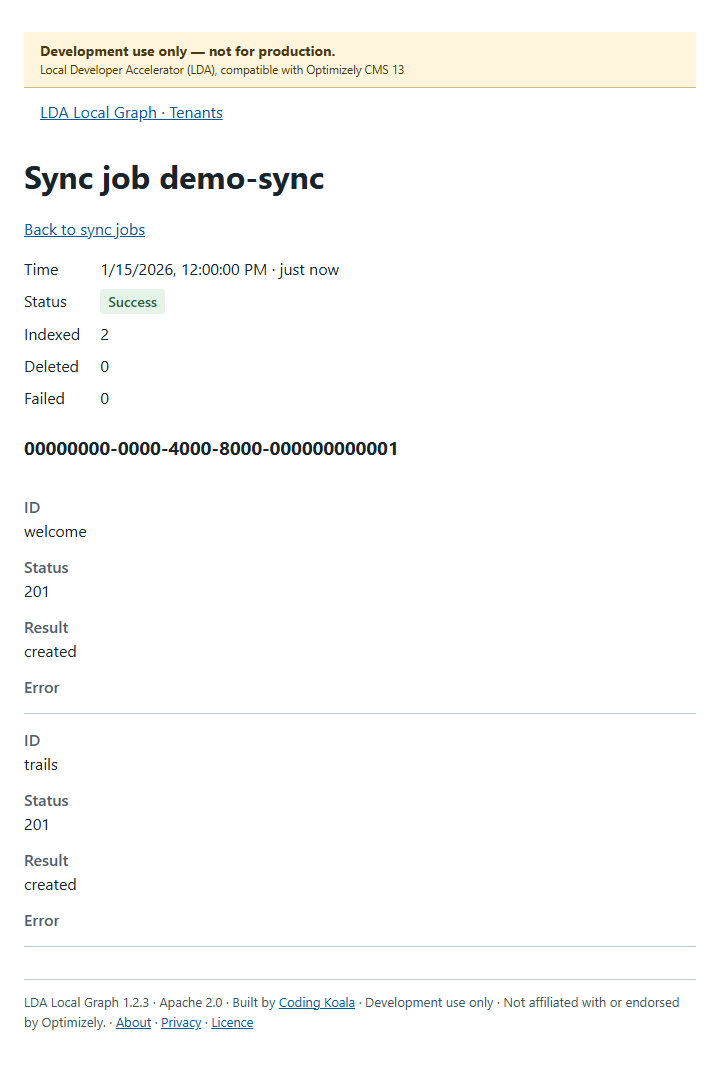 Development use only — not for production.
Local Developer Accelerator (LDA), compatible with Optimizely CMS 13
LDA Local Graph · Tenants
Sync job demo-sync
Back to sync jobs
Time 1/15/2026, 12:00:00 PM · just now
Status Success
Indexed 2
Deleted 0
Failed 0
00000000-0000-4000-8000-000000000001
ID
welcome
Status
201
Result
created
Error
ID
trails
Status
201
Result
created
Error
LDA Local Graph 1.2.3 · Apache 2.0 · Built by Coding Koala · Development use only · Not affiliated with or endorsed
by Optimizely. · About · Privacy · Licence